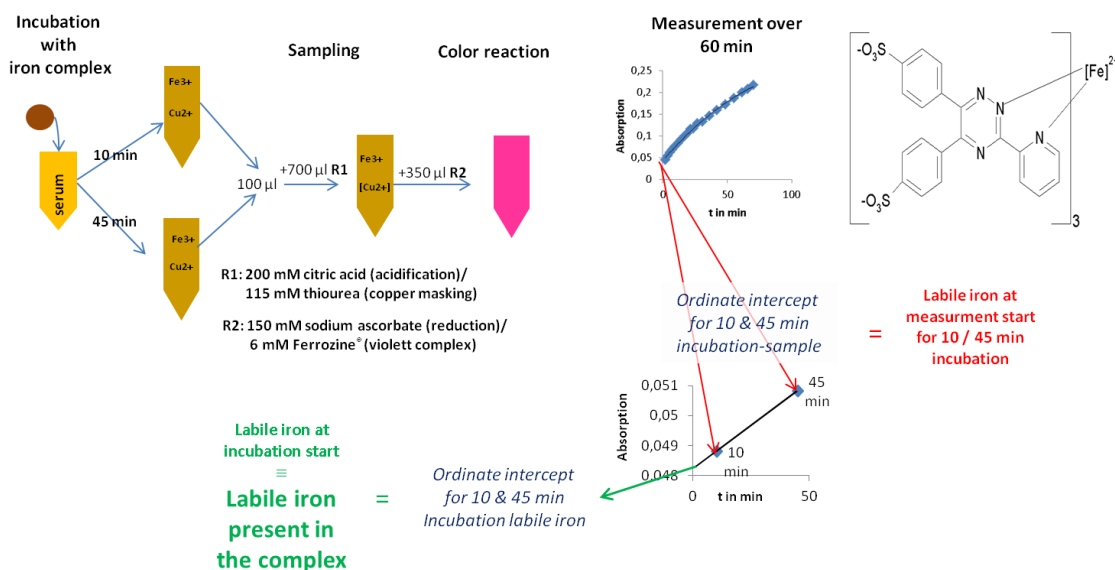 Incubation
with
iron complex
serum
10 min
45 min
Fe3+
Cu2+
Fe3+
Cu2+
Sampling
100 µl
+700 µl R1
Fe3+
[Cu2+]
+350 µl R2
Color reaction
R1: 200 mM citric acid (acidification)/
115 mM thiourea (copper masking)
R2: 150 mM sodium ascorbate (reduction)/
6 mM Ferrozine® (violett complex)
Measurement over
60 min
Absorption
0,25
0,2
0,15
0,1
0,05
0
0 50 100
t in min
-O₃S
-O₃S
N
N
N
N
[Fe]²⁺
3
Ordinate intercept
for 10 & 45 min
incubation-sample
=
Labile iron at
measurment start
for 10 / 45 min
incubation
Absorption
0,051
0,05
0,049
0,048
45
min
10
min
0 50
t in min
Labile iron at
incubation start
≡
Labile iron
present in
the complex
=
Ordinate intercept
for 10 & 45 min
Incubation labile iron